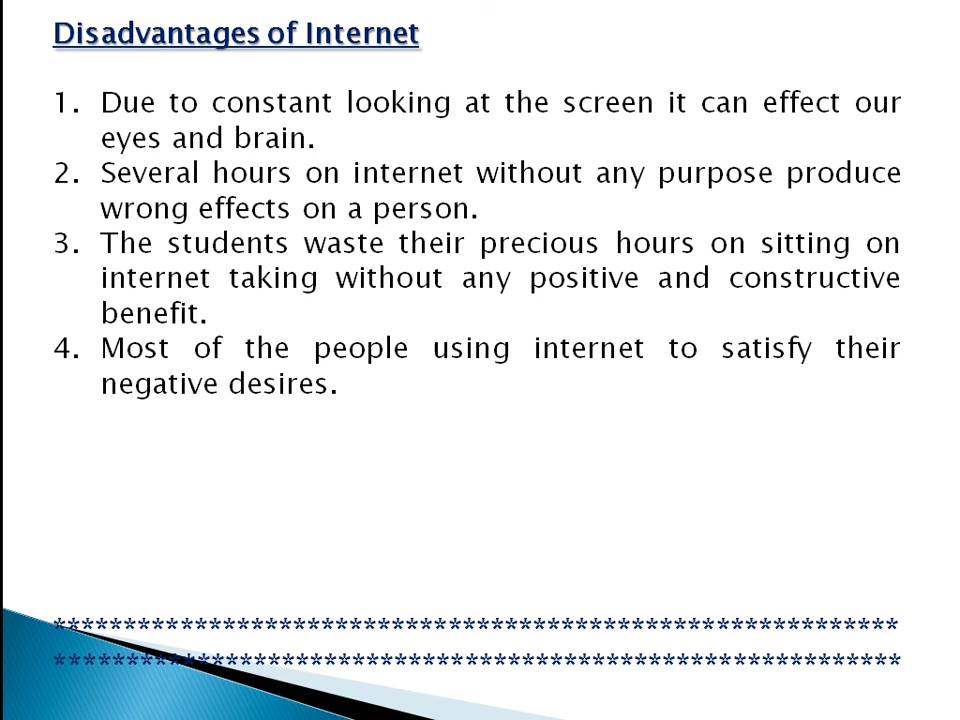 Disadvantages of Internet
1. Due to constant looking at the screen it can effect our
eyes and brain.
2. Several hours on internet without any purpose produce
wrong effects on a person.
3. The students waste their precious hours on sitting on
internet taking without any positive and constructive
benefit.
4. Most of the people using internet to satisfy their
negative desires.
************************************************************
************************************************************